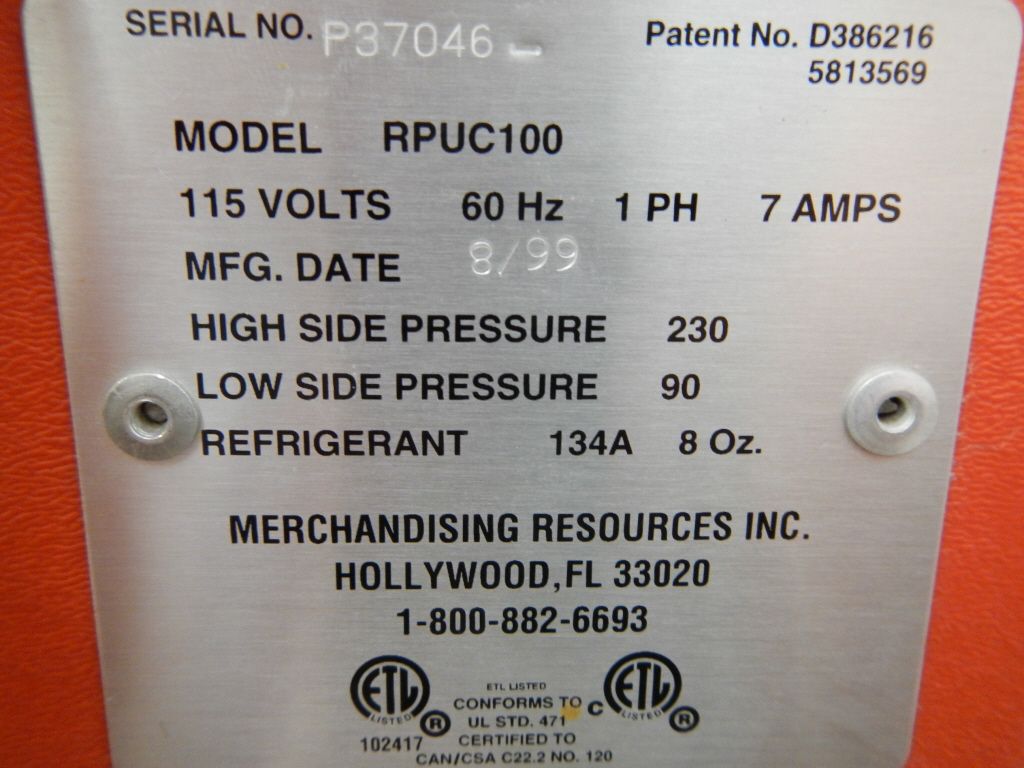 SERIAL NO. P37046 -
Patent No. D386216
5813569
MODEL RPUC100
115 VOLTS 60 Hz 1 PH 7 AMPS
MFG. DATE 8/99
HIGH SIDE PRESSURE 230
LOW SIDE PRESSURE 90
REFRIGERANT 134A 8 Oz.
MERCHANDISING RESOURCES INC.
HOLLYWOOD, FL 33020
1-800-882-6693
ETL LISTED ®
102417
ETL LISTED
CONFORMS TO
UL STD. 471
CERTIFIED TO
CAN/CSA C22.2 NO. 120
C ETL LISTED ®